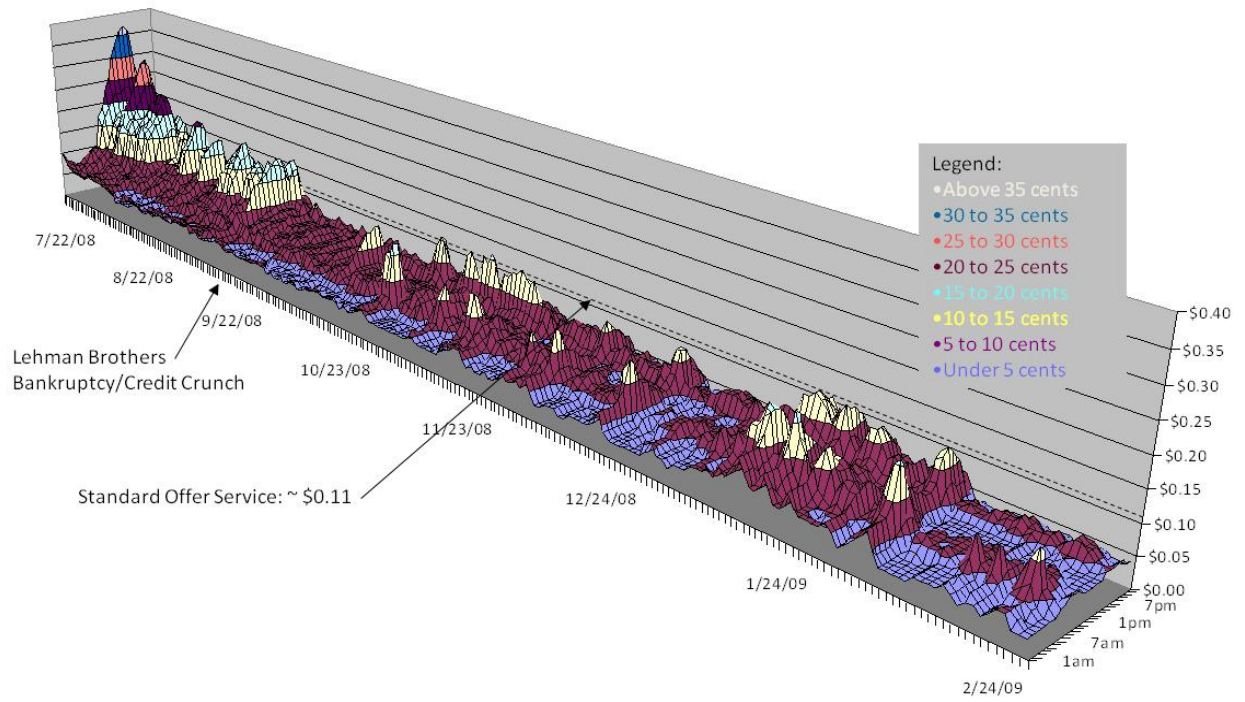 Legend:
•Above 35 cents
•30 to 35 cents
•25 to 30 cents
•20 to 25 cents
•15 to 20 cents
•10 to 15 cents
•5 to 10 cents
•Under 5 cents
$0.40
$0.35
$0.30
$0.25
$0.20
$0.15
$0.10
$0.05
$0.00
7pm
1pm
7am
1am
7/22/08
8/22/08
9/22/08
10/23/08
11/23/08
12/24/08
1/24/09
2/24/09
Lehman Brothers
Bankruptcy/Credit Crunch
Standard Offer Service: ~ $0.11